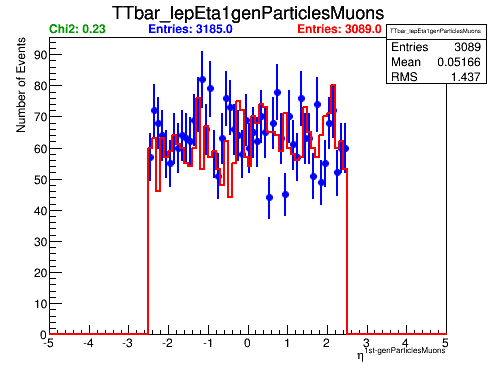 TTbar_lepEta1genParticlesMuons
Chi2: 0.23 Entries: 3185.0 Entries: 3089.0
TTbar_lepEta1genParticlesMuons
Entries 3089
Mean 0.05166
RMS 1.437
Number of Events
90
80
70
60
50
40
30
20
10
0
-5 -4 -3 -2 -1 0 1 2 3 4 5
η1st-genParticlesMuons